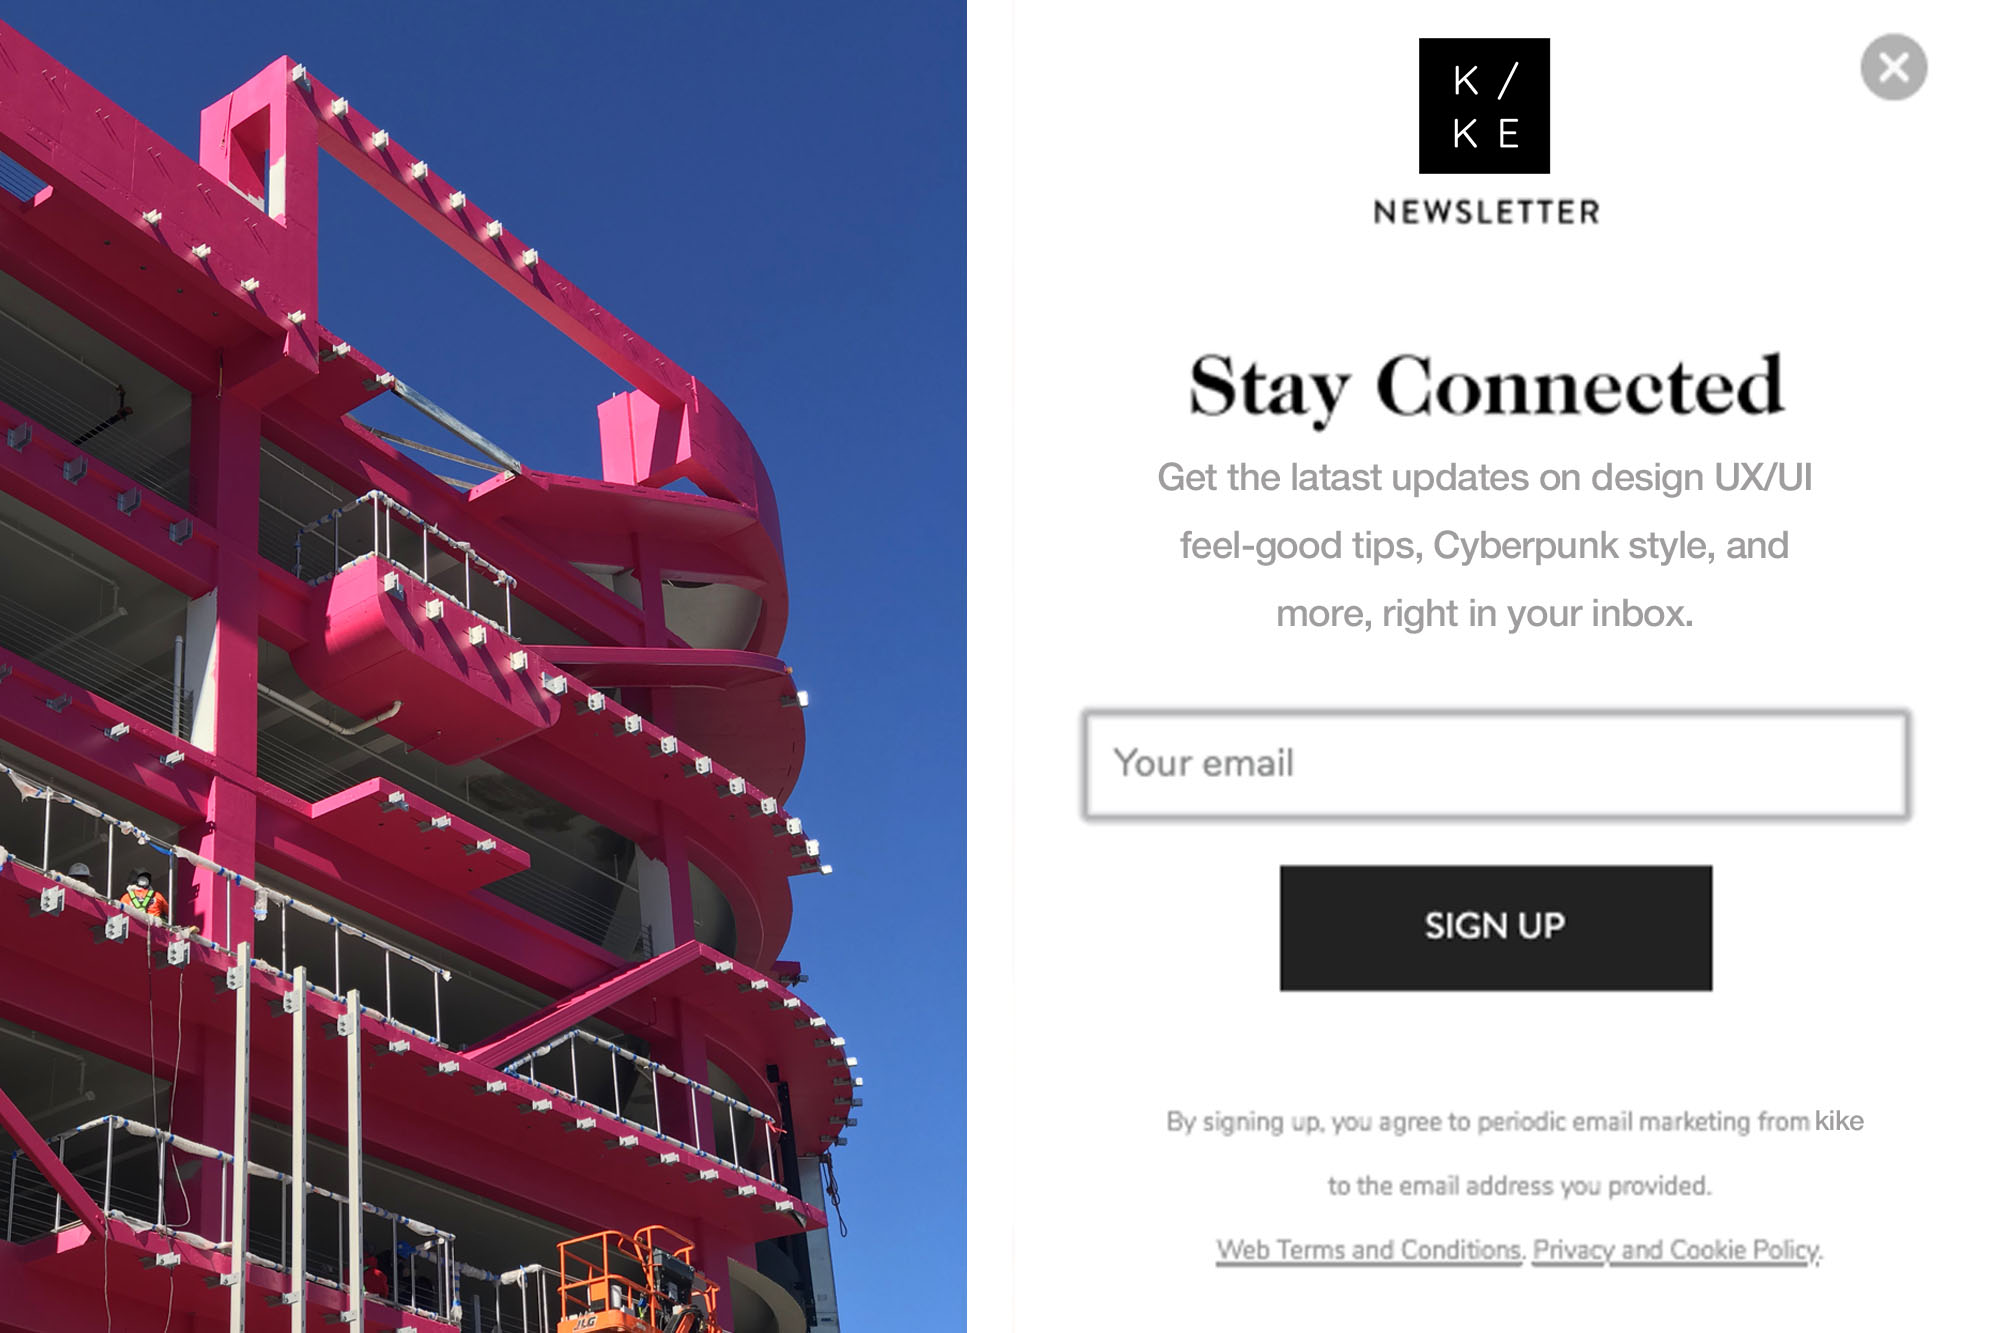 K /
K E
NEWSLETTER
Stay Connected
Get the latast updates on design UX/UI
feel-good tips, Cyberpunk style, and
more, right in your inbox.
Your email
SIGN UP
By signing up, you agree to periodic email marketing from kike
to the email address you provided.
Web Terms and Conditions. Privacy and Cookie Policy.
JLG